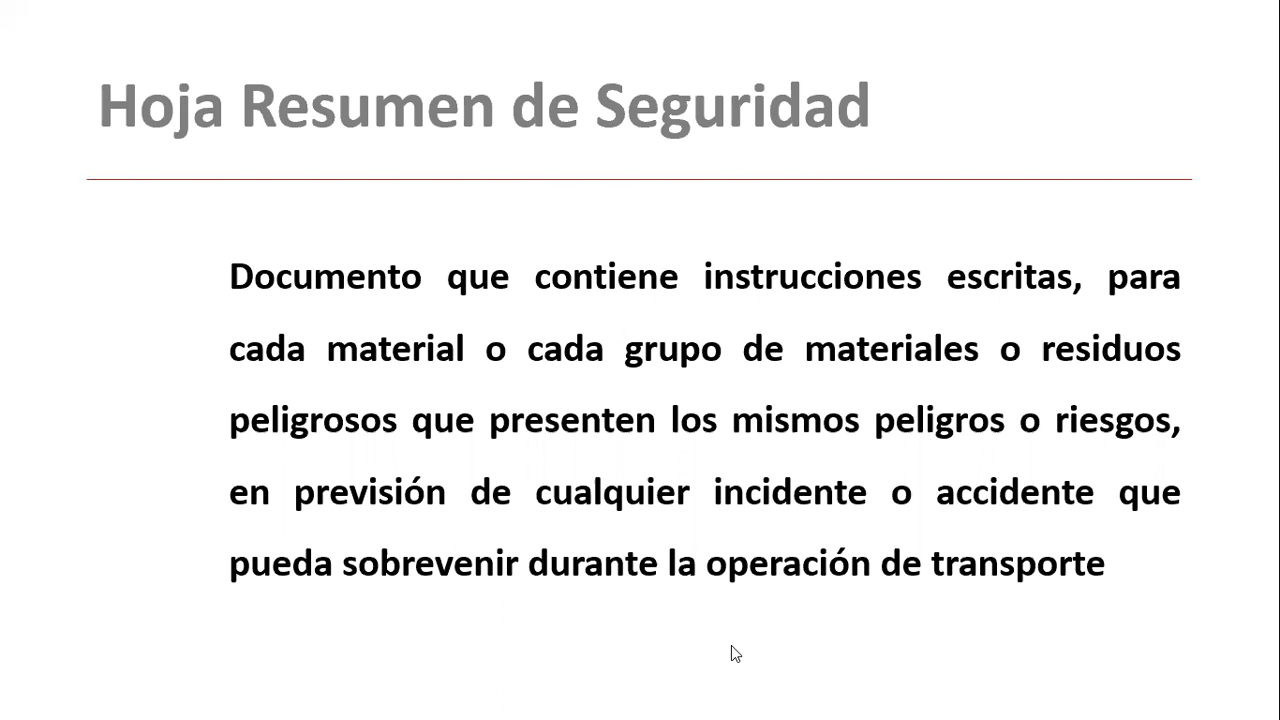 Hoja Resumen de Seguridad
Documento que contiene instrucciones escritas, para
cada material o cada grupo de materiales o residuos
peligrosos que presenten los mismos peligros o riesgos,
en previsión de cualquier incidente o accidente que
pueda sobrevenir durante la operación de transporte